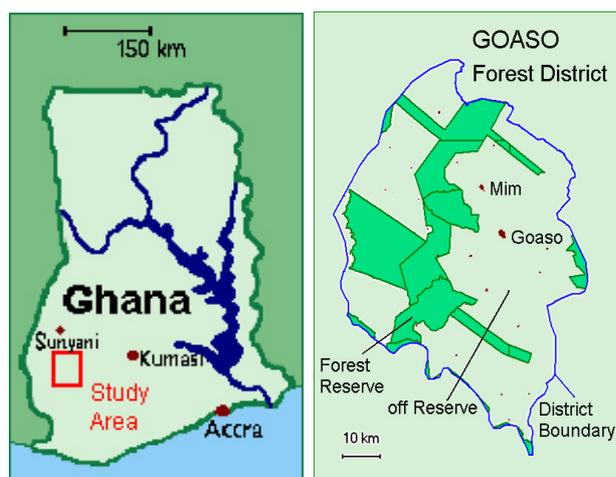 150 km
Ghana
Sunyani
Kumasi
Study
Area
Accra
GOASO
Forest District
Mim
Goaso
Forest
Reserve
off Reserve
District
Boundary
10 km